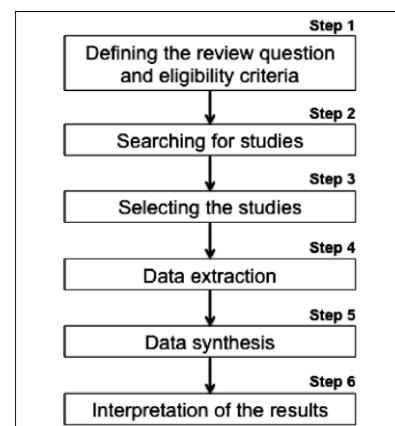 Step 1
Defining the review question
and eligibility criteria
Step 2
Searching for studies
Step 3
Selecting the studies
Step 4
Data extraction
Step 5
Data synthesis
Step 6
Interpretation of the results